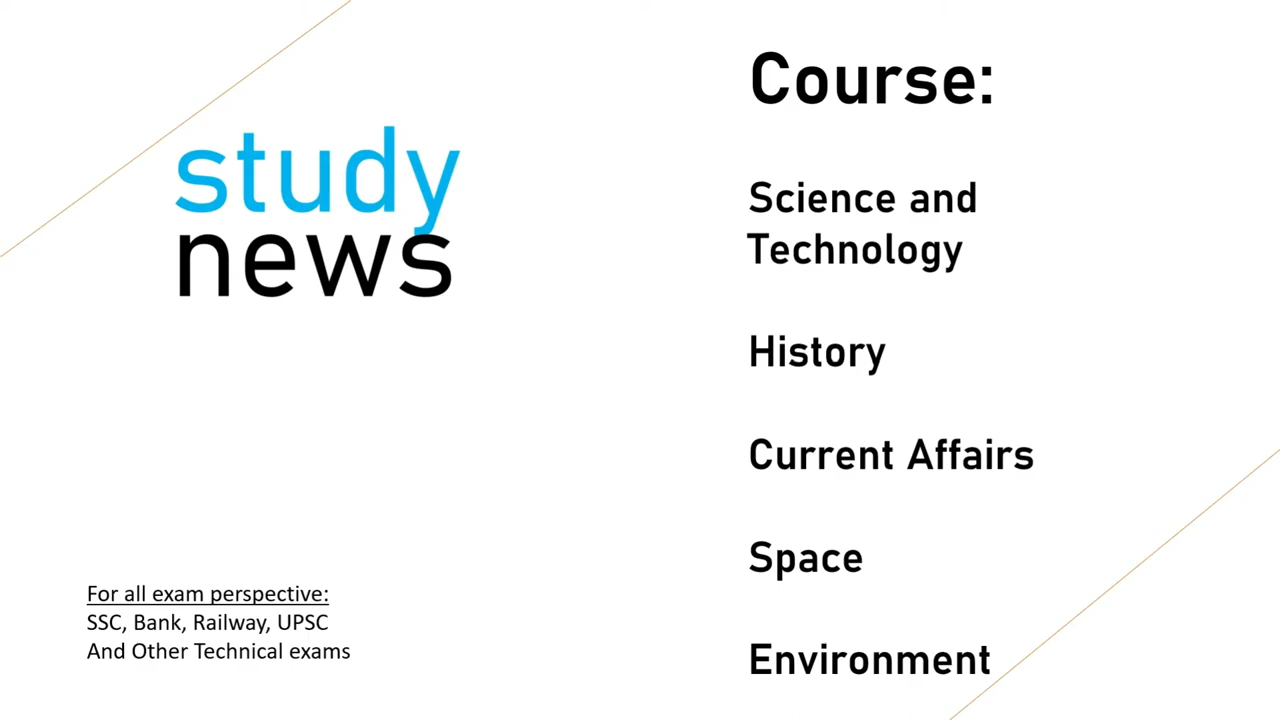 study
news
For all exam perspective:
SSC, Bank, Railway, UPSC
And Other Technical exams
Course:
Science and
Technology
History
Current Affairs
Space
Environment